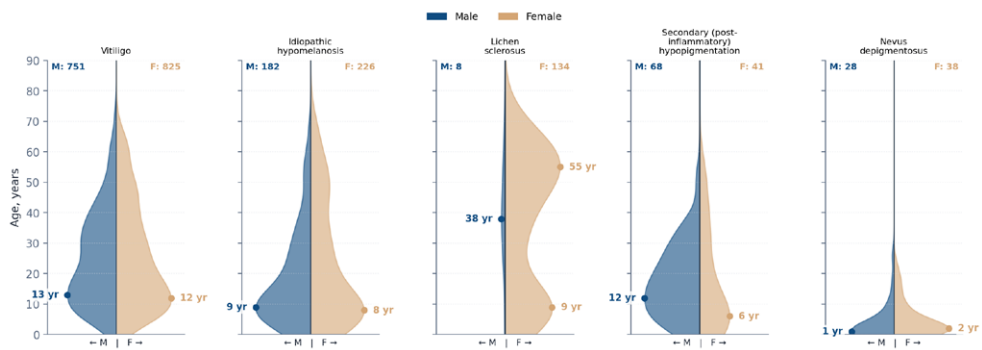 Male Female
Vitiligo
Idiopathic
hypomelanosis
Lichen
sclerosus
Secondary (post-
inflammatory)
hypopigmentation
Nevus
depigmentosus
Age, years
90
80
70
60
50
40
30
20
10
0
M: 751 F: 825
13 yr 12 yr
← M | F →
M: 182 F: 226
9 yr 8 yr
← M | F →
M: 8 F: 134
55 yr
38 yr
9 yr
← M | F →
M: 68 F: 41
12 yr
6 yr
← M | F →
M: 28 F: 38
1 yr 2 yr
← M | F →